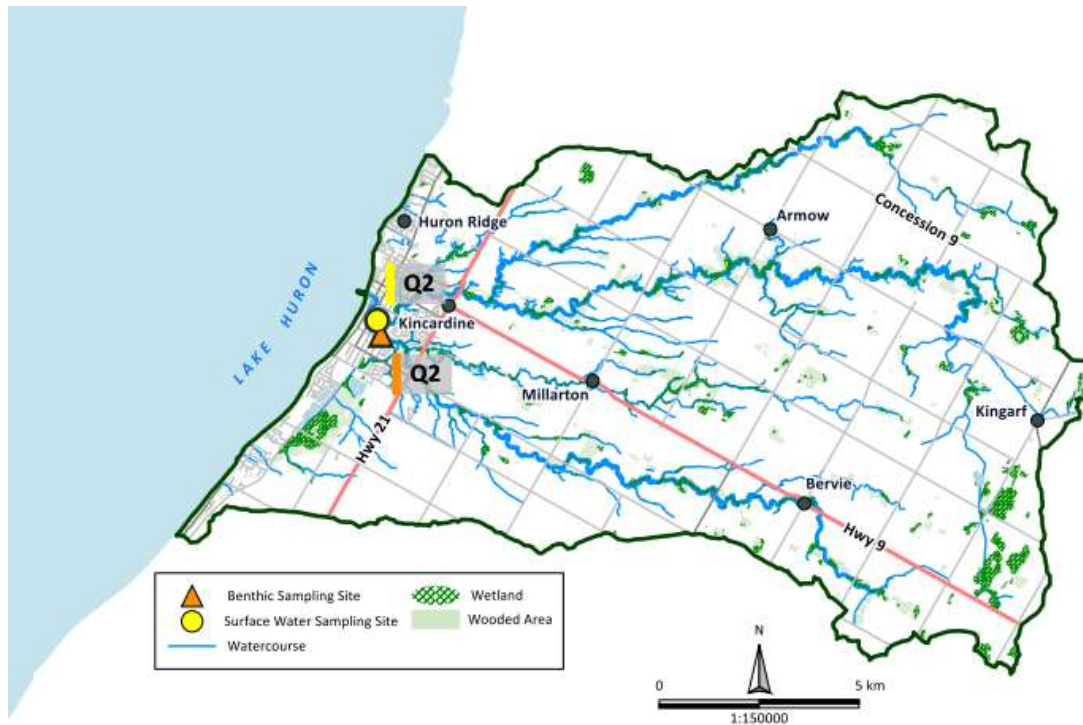 Concession 9
Armow
Huron Ridge
LAKE HURON
Q2
Kincardine
Q2
Millarton
Kingarf
Hwy 21
Bervie
Hwy 9
Benthic Sampling Site
Wetland
Surface Water Sampling Site
Wooded Area
Watercourse
N
0 5 km
1:150000